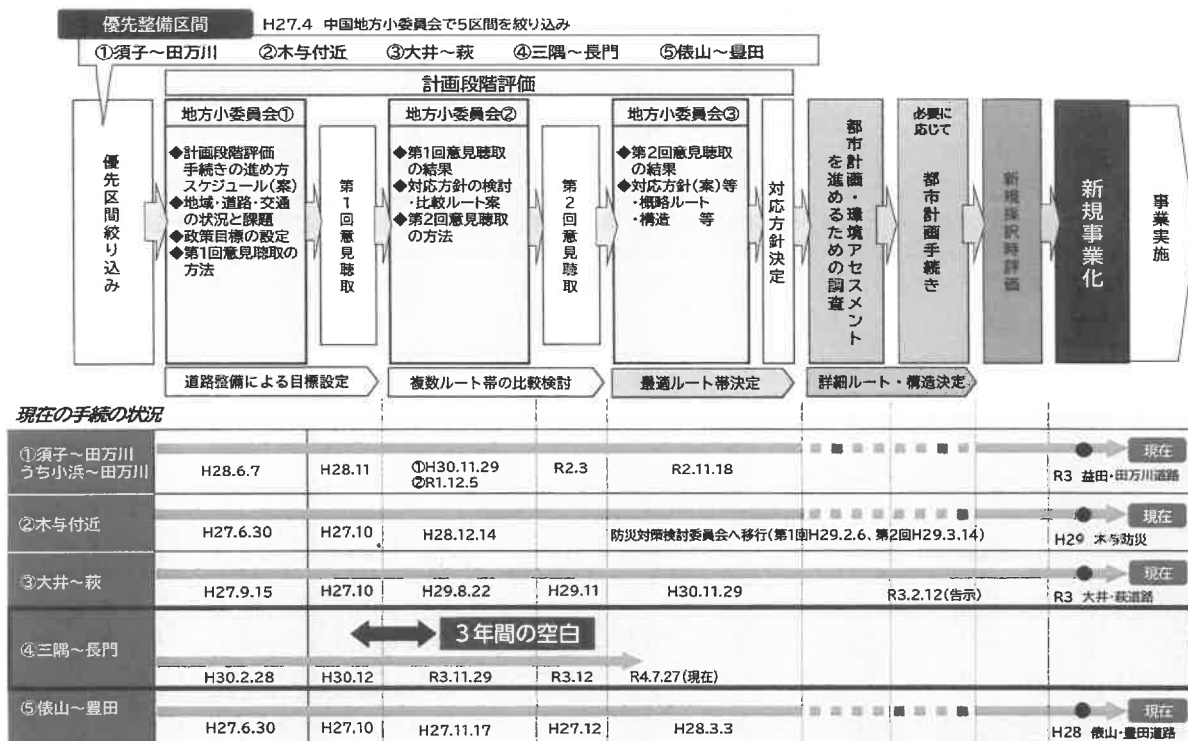 優先整備区間
H27.4 中国地方小委員会で5区間を絞り込み
①須子～田万川 ②木与付近 ③大井～萩 ④三隅～長門 ⑤俵山～豊田
計画段階評価
優先区間絞り込み
地方小委員会①
◆計画段階評価
手続きの進め方
スケジュール(案)
◆地域・道路・交通
の状況と課題
◆政策目標の設定
◆第1回意見聴取の
方法
第1回意見聴取
地方小委員会②
◆第1回意見聴取
の結果
◆対応方針の検討
・比較ルート案
◆第2回意見聴取
の方法
第2回意見聴取
地方小委員会③
◆第2回意見聴取
の結果
◆対応方針(案)等
・概略ルート
・構造 等
対応方針決定
都市計画・環境アセスメント
を進めるための調査
必要に
応じて
都市計画手続き
新規採択時評価
新規事業化
事業実施
道路整備による目標設定
複数ルート帯の比較検討
最適ルート帯決定
詳細ルート・構造決定
現在の手続の状況
①須子～田万川
うち小浜～田万川
H28.6.7
H28.11
①H30.11.29
②R1.12.5
R2.3
R2.11.18
現在
R3 益田・田万川道路
②木与付近
H27.6.30
H27.10
H28.12.14
防災対策検討委員会へ移行(第1回H29.2.6、第2回H29.3.14)
現在
H29 木与防災
③大井～萩
H27.9.15
H27.10
H29.8.22
H29.11
H30.11.29
R3.2.12(告示)
現在
R3 大井・萩道路
④三隅～長門
3年間の空白
H30.2.28
H30.12
R3.11.29
R3.12
R4.7.27(現在)
⑤俵山～豊田
H27.6.30
H27.10
H27.11.17
H27.12
H28.3.3
現在
H28 俵山・豊田道路